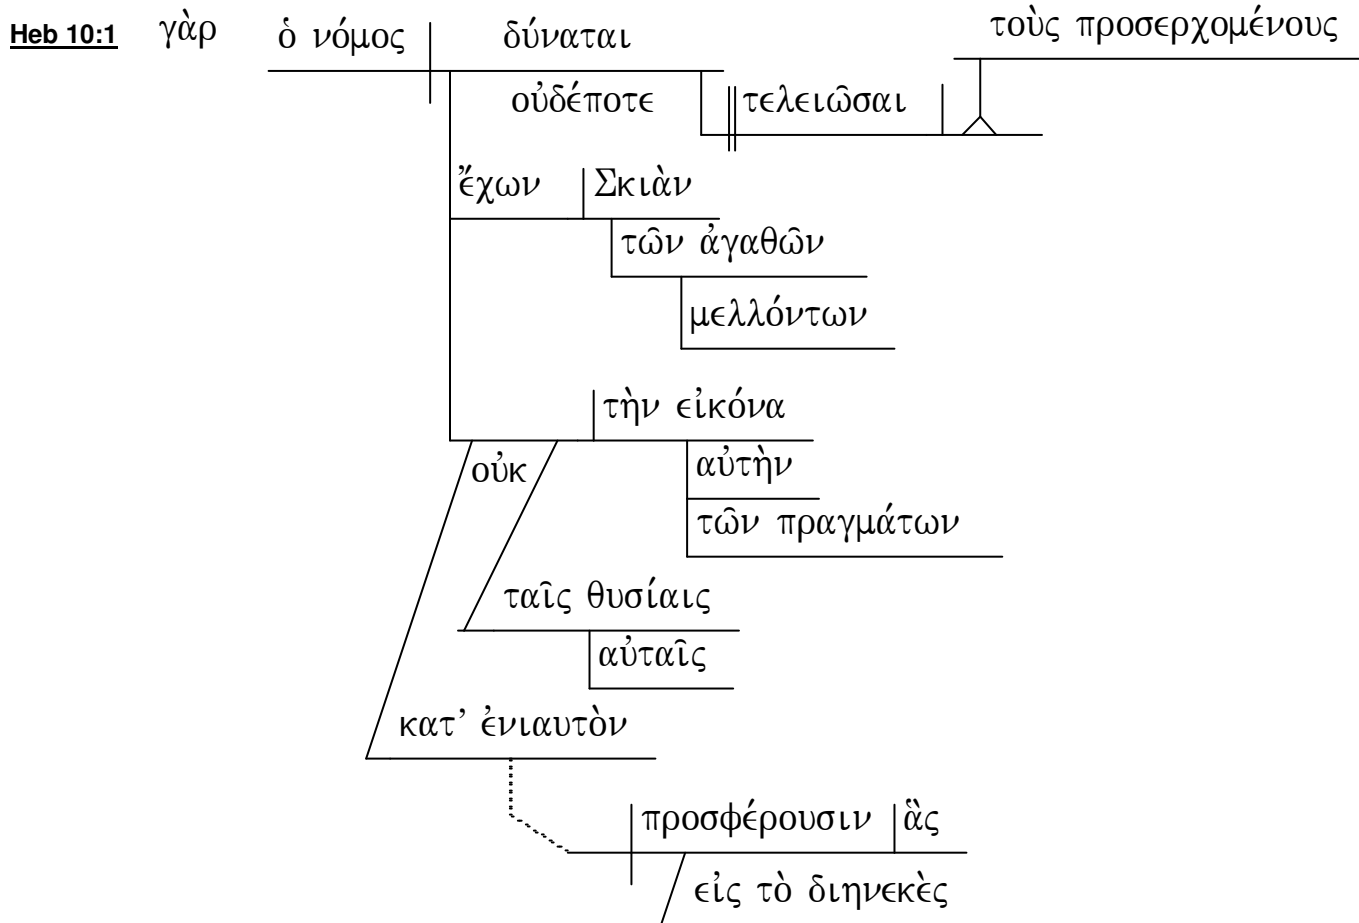 Heb 10:1 γὰρ ὁ νόμος δύναται τοὺς προσερχομένους
οὐδέποτε τελειῶσαι
ἔχων Σκιὰν
τῶν ἀγαθῶν
μελλόντων
τὴν εἰκόνα
οὐκ αὐτὴν
τῶν πραγμάτων
ταῖς θυσίαις
αὐταῖς
κατ’ ἐνιαυτὸν
προσφέρουσιν ἃς
εἰς τὸ διηνεκὲς